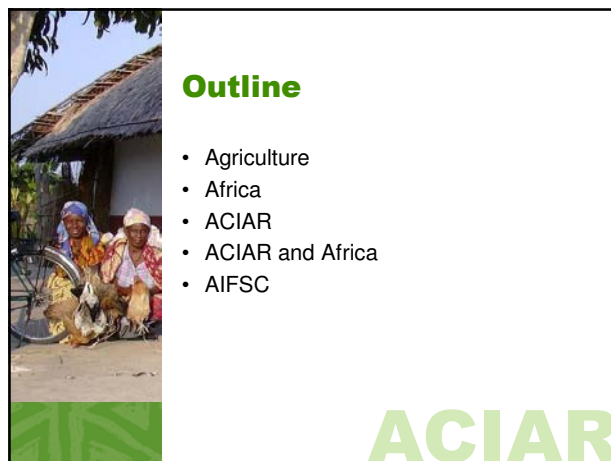 Outline
• Agriculture
• Africa
• ACIAR
• ACIAR and Africa
• AIFSC
ACIAR